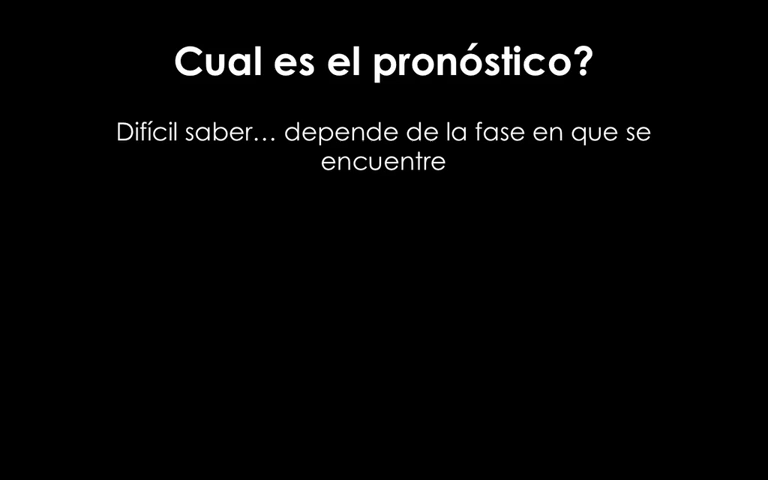 Cual es el pronóstico?
Difícil saber... depende de la fase en que se
encuentre